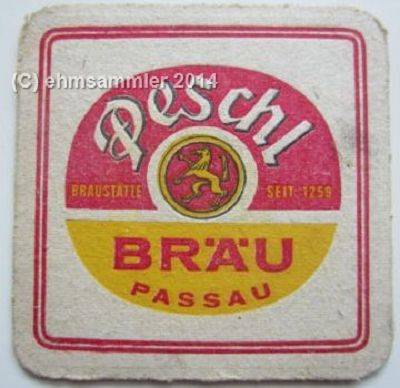 (C) ehmsammler 2014
Peschl
BRAUSTÄTTE SEIT 1259
BRÄU
PASSAU